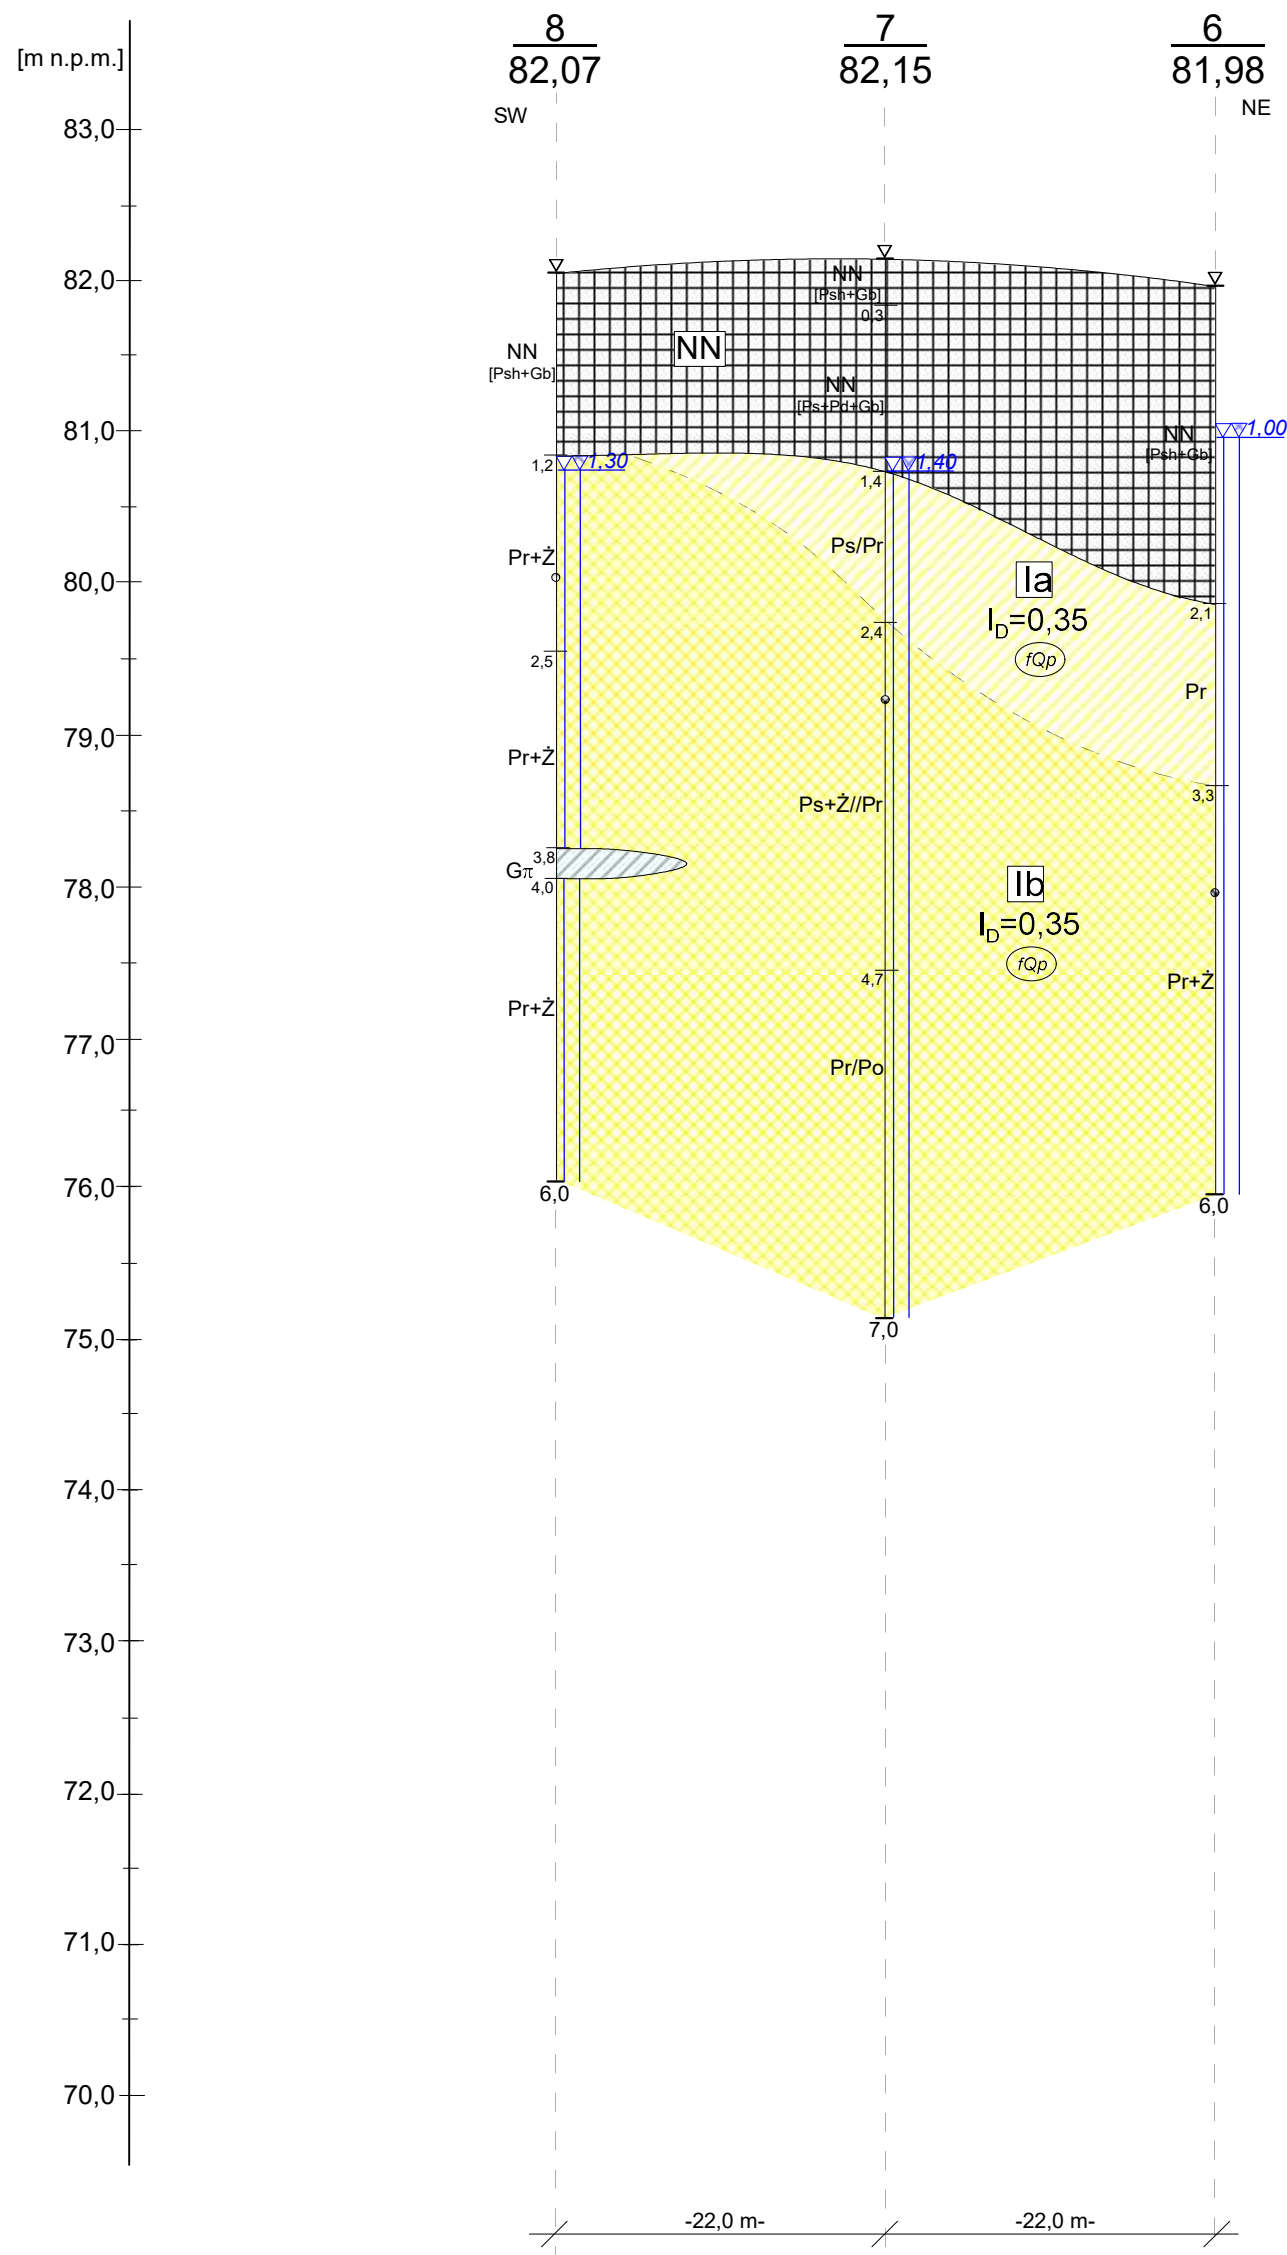 8
7
6
[m n.p.m.]
82,07
82,15
81,98
SW
NE
83,0
82,0
NN
[Psh+Gb]
0,3
NN
NN
[Psh+Gb]
NN
[Ps+Pd+Gb]
81,0
NN
[Psh+Gb]
1,00
1,2
1,30
1,4
1,40
Pr+Ż
Ps/Pr
80,0
Ia
ID=0,35
fQp
2,1
2,4
2,5
Pr
79,0
Pr+Ż
3,3
Ps+Ż//Pr
3,8
Gπ
4,0
78,0
Ib
ID=0,35
fQp
4,7
Pr+Ż
Pr+Ż
77,0
Pr/Po
76,0
6,0
6,0
75,0
7,0
74,0
73,0
72,0
71,0
70,0
-22,0 m-
-22,0 m-